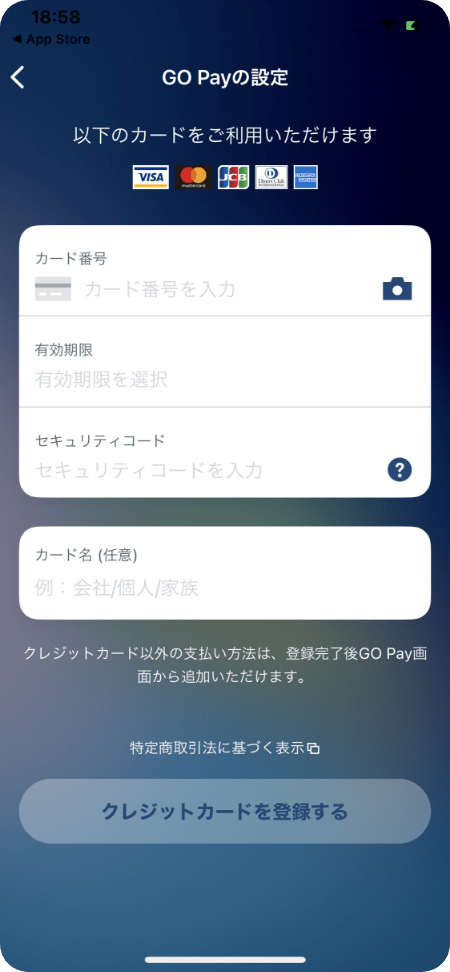 18:58
◀ App Store
GO Payの設定
以下のカードをご利用いただけます
VISA mastercard JCB Diners Club INTERNATIONAL AMERICAN EXPRESS
カード番号
カード番号を入力
有効期限
有効期限を選択
セキュリティコード
セキュリティコードを入力
?
カード名 (任意)
例：会社/個人/家族
クレジットカード以外の支払い方法は、登録完了後GO Pay画
面から追加いただけます。
特定商取引法に基づく表示
クレジットカードを登録する